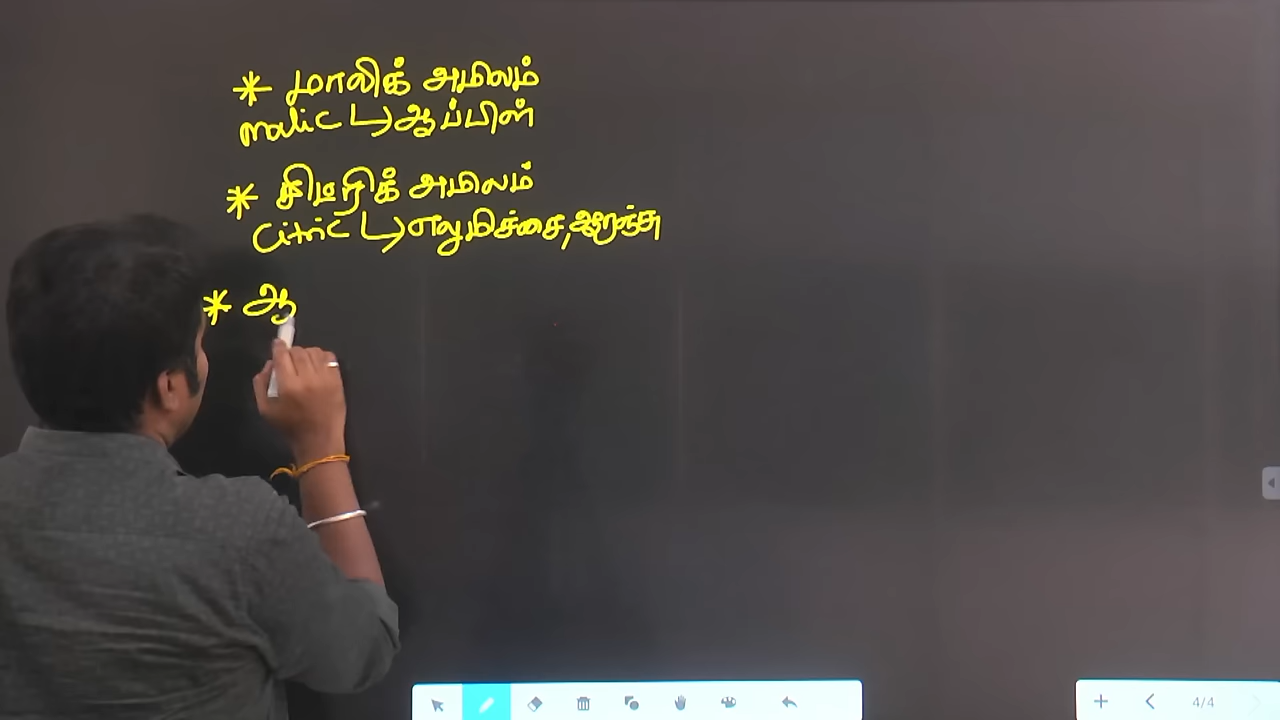 * மாலிக் அமிலம்
malic ↳ ஆப்பிள்
* சிட்ரிக் அமிலம்
Citric ↳ எலுமிச்சை, ஆரஞ்சு
* ஆ
4/4